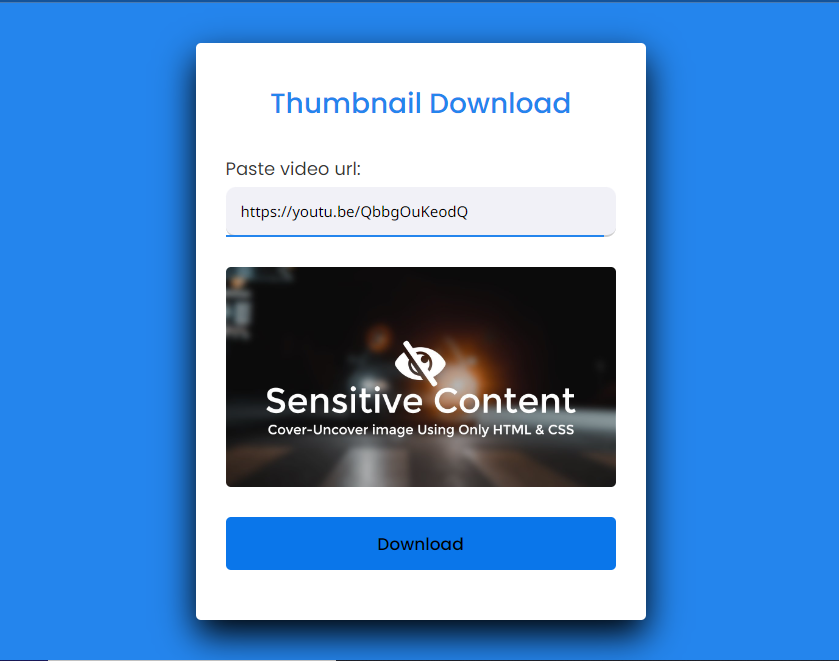 Thumbnail Download
Paste video url:
https://youtu.be/QbbgOuKeodQ
Sensitive Content
Cover-Uncover image Using Only HTML & CSS
Download